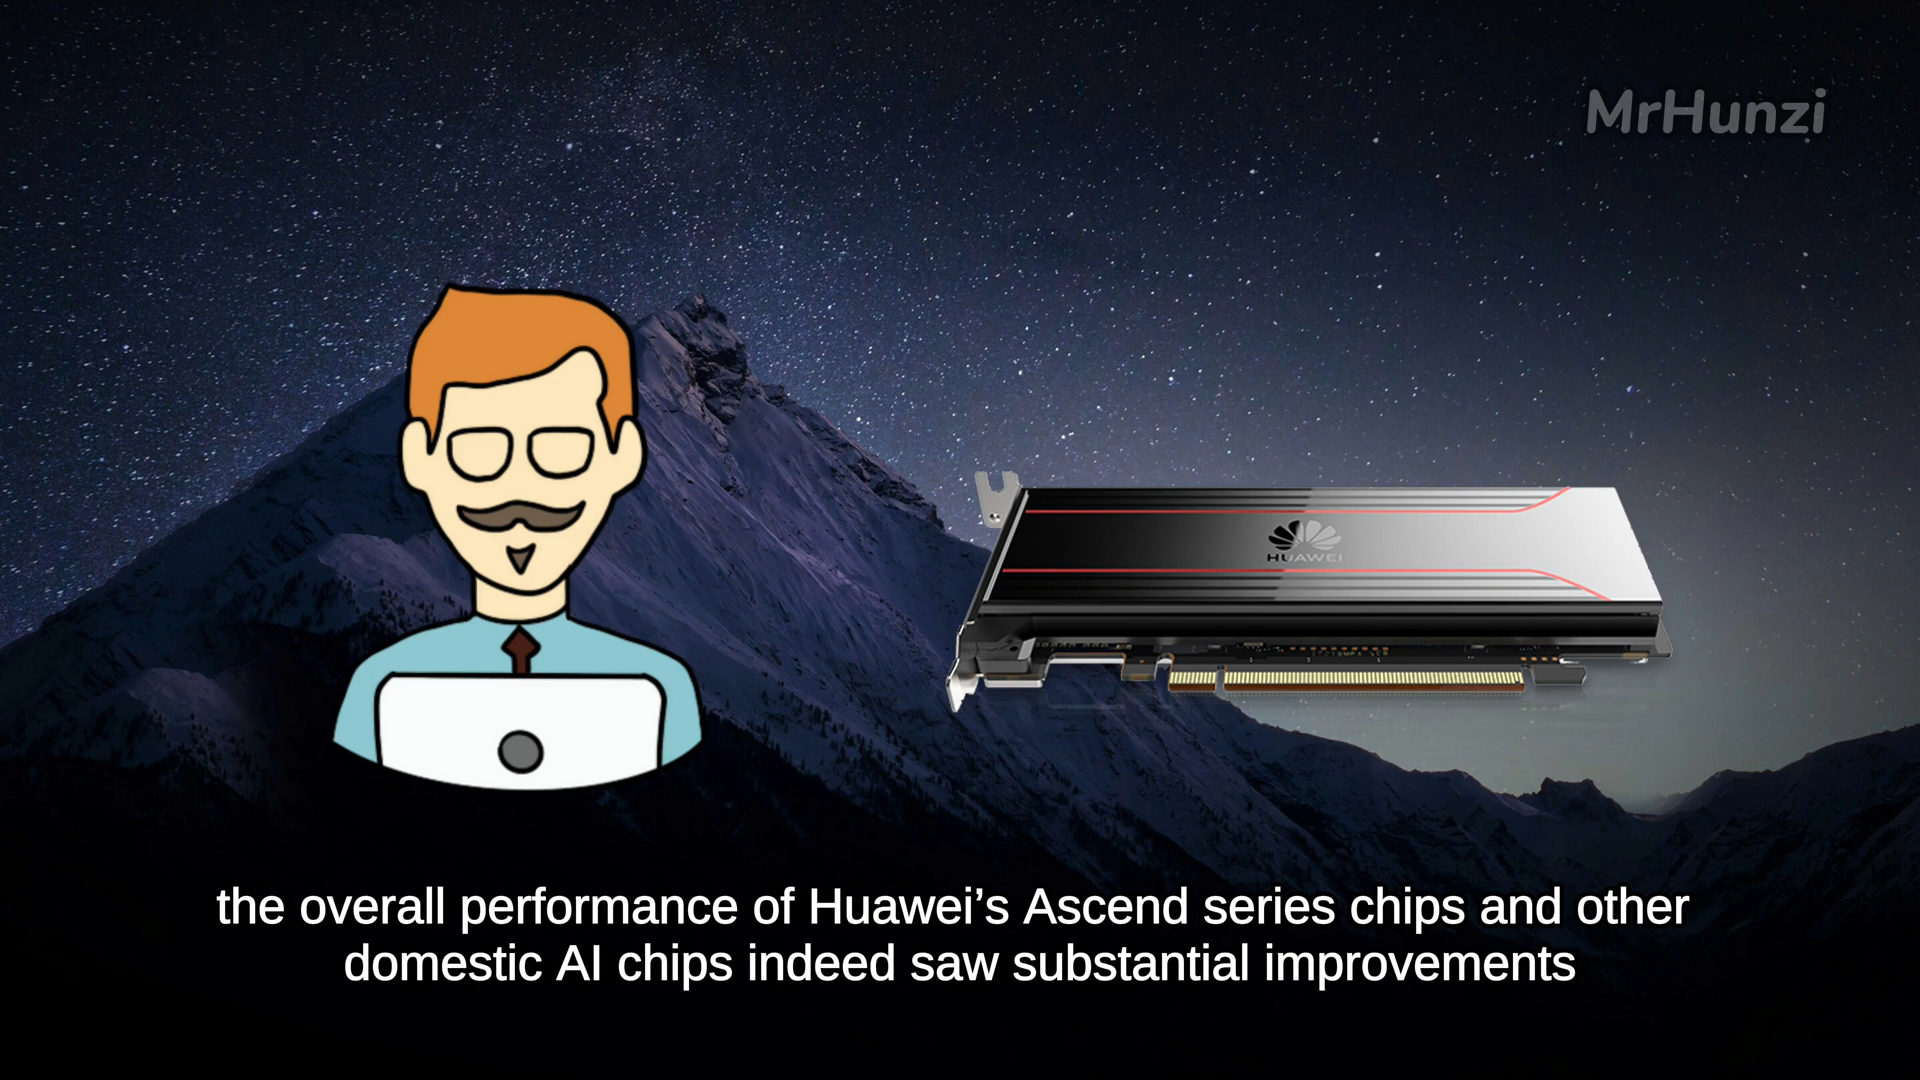 MrHunzi
HUAWEI
the overall performance of Huawei’s Ascend series chips and other
domestic AI chips indeed saw substantial improvements